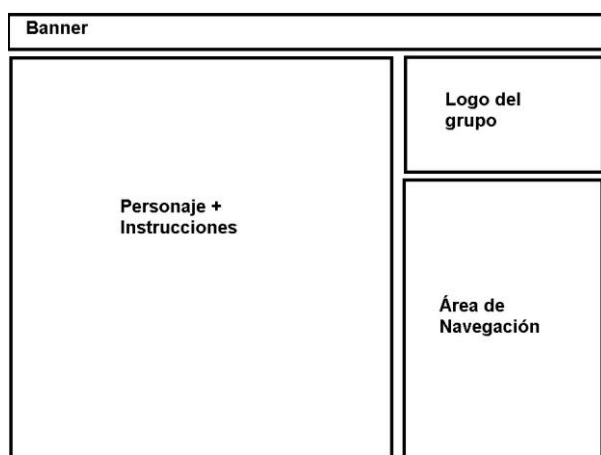 Banner
Logo del
grupo
Personaje +
Instrucciones
Área de
Navegación